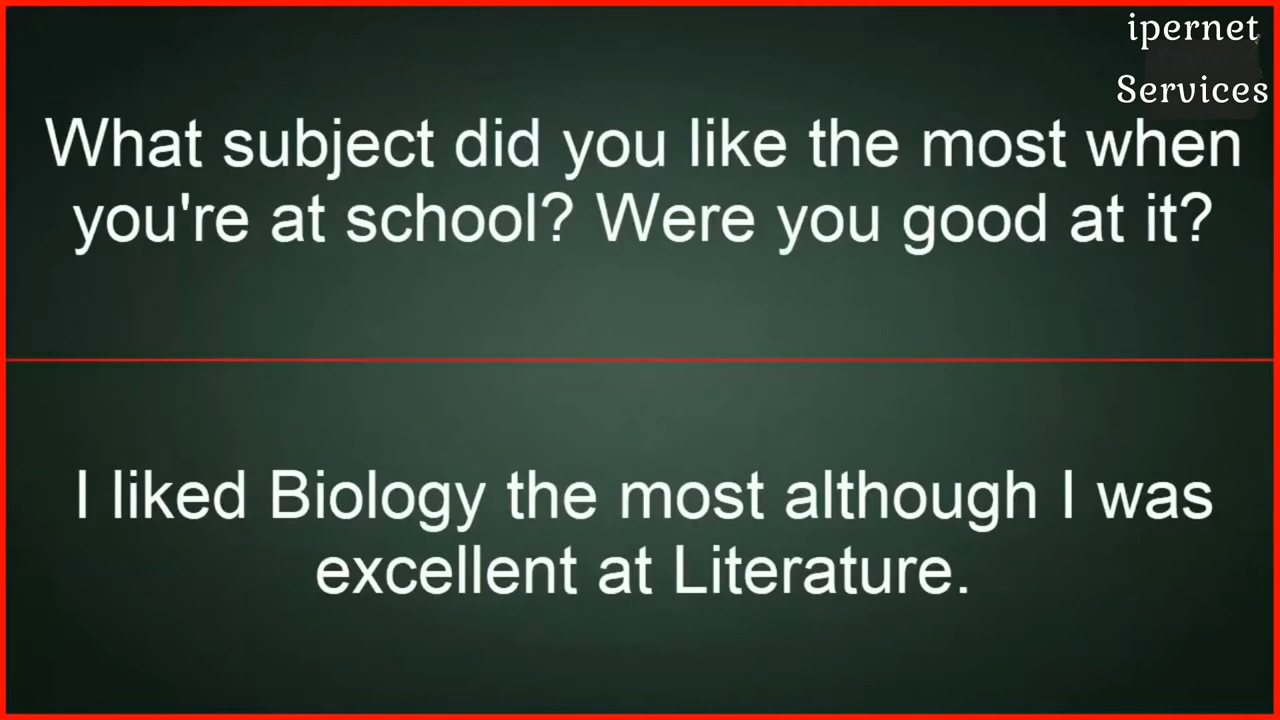 ipernet
Services
What subject did you like the most when
you're at school? Were you good at it?
I liked Biology the most although I was
excellent at Literature.